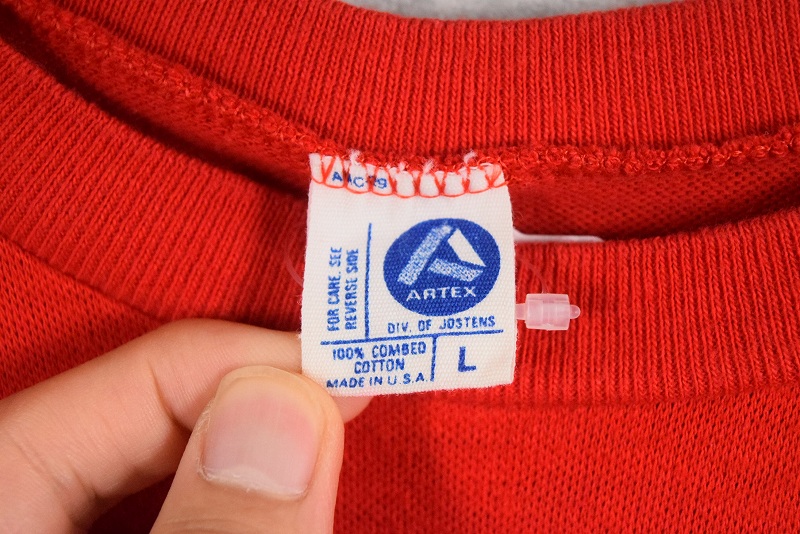 ARTEX
DIV. OF JOSTENS
FOR CARE, SEE
REVERSE SIDE
100% COMBED
COTTON
MADE IN U.S.A.
L